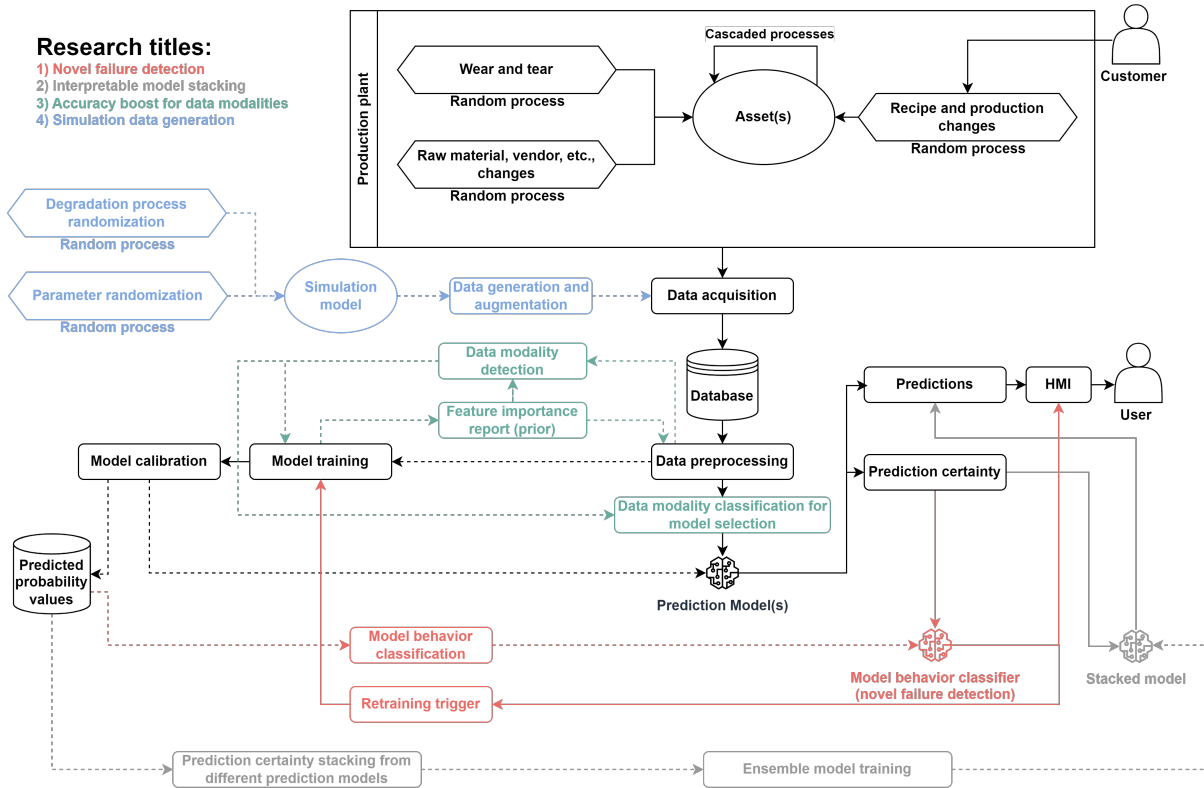 Research titles:
1) Novel failure detection
2) Interpretable model stacking
3) Accuracy boost for data modalities
4) Simulation data generation
Production plant
Cascaded processes
Wear and tear
Random process
Asset(s)
Customer
Recipe and production
changes
Random process
Raw material, vendor, etc.,
changes
Random process
Degradation process
randomization
Random process
Parameter randomization
Random process
Simulation
model
Data generation and
augmentation
Data acquisition
Data modality
detection
Database
Predictions
HMI
User
Feature importance
report (prior)
Model calibration
Model training
Data preprocessing
Prediction certainty
Data modality classification for
model selection
Predicted
probability
values
Prediction Model(s)
Model behavior
classification
Model behavior classifier
(novel failure detection)
Stacked model
Retraining trigger
Prediction certainty stacking from
different prediction models
Ensemble model training